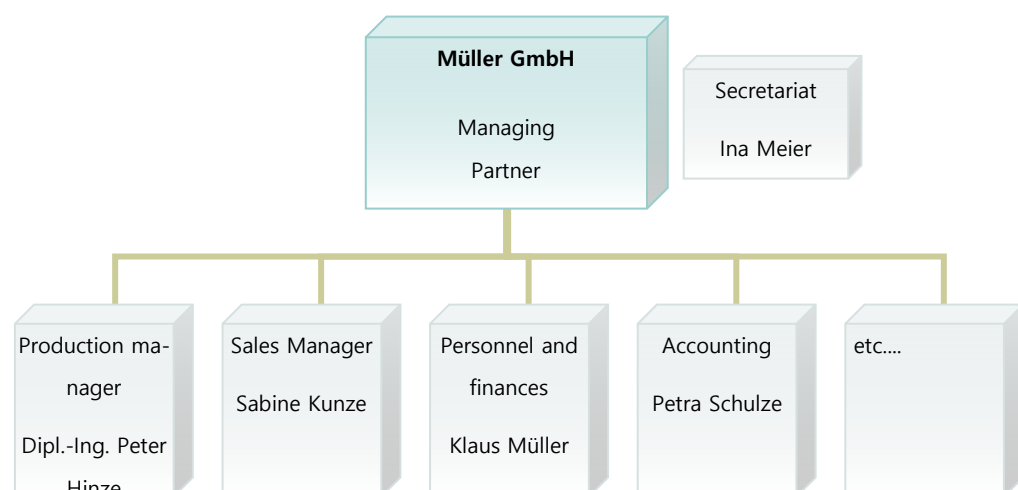 Müller GmbH
Managing
Partner
Secretariat
Ina Meier
Production ma-
nager
Dipl.-Ing. Peter
Hinze
Sales Manager
Sabine Kunze
Personnel and
finances
Klaus Müller
Accounting
Petra Schulze
etc....